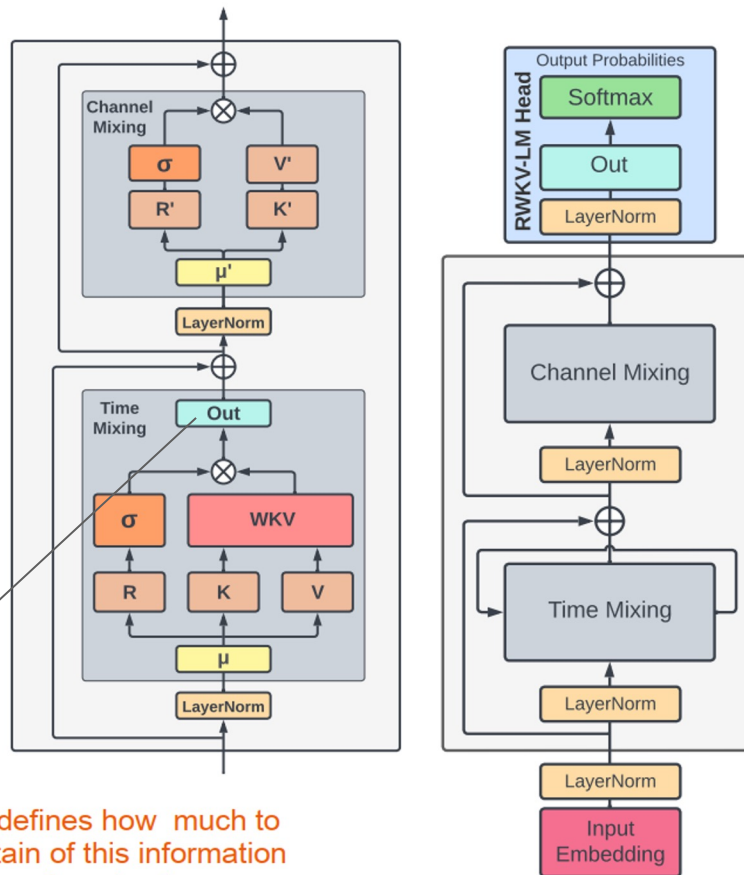 Channel
Mixing
σ
V'
R'
K'
μ'
LayerNorm
Time
Mixing
Out
σ
WKV
R
K
V
μ
LayerNorm
defines how much to
tain of this information
Output Probabilities
RWKV-LM Head
Softmax
Out
LayerNorm
Channel Mixing
LayerNorm
Time Mixing
LayerNorm
LayerNorm
Input
Embedding